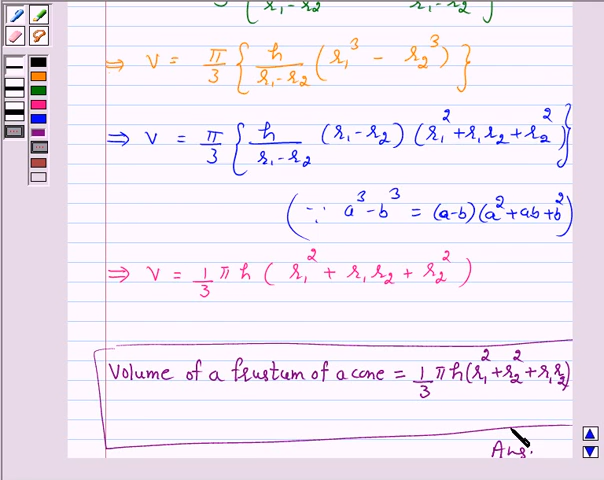 ⇒ V = π/3 { h/(r₁-r₂) (r₁³ - r₂³) }
⇒ V = π/3 { h/(r₁-r₂) (r₁-r₂) (r₁²+r₁r₂+r₂²) }
(∵ a³-b³ = (a-b)(a²+ab+b²)
⇒ V = 1/3 π h ( r₁² + r₁r₂ + r₂² )
Volume of a frustum of a cone = 1/3 π h(r₁²+r₂²+r₁r₂)
Ans.